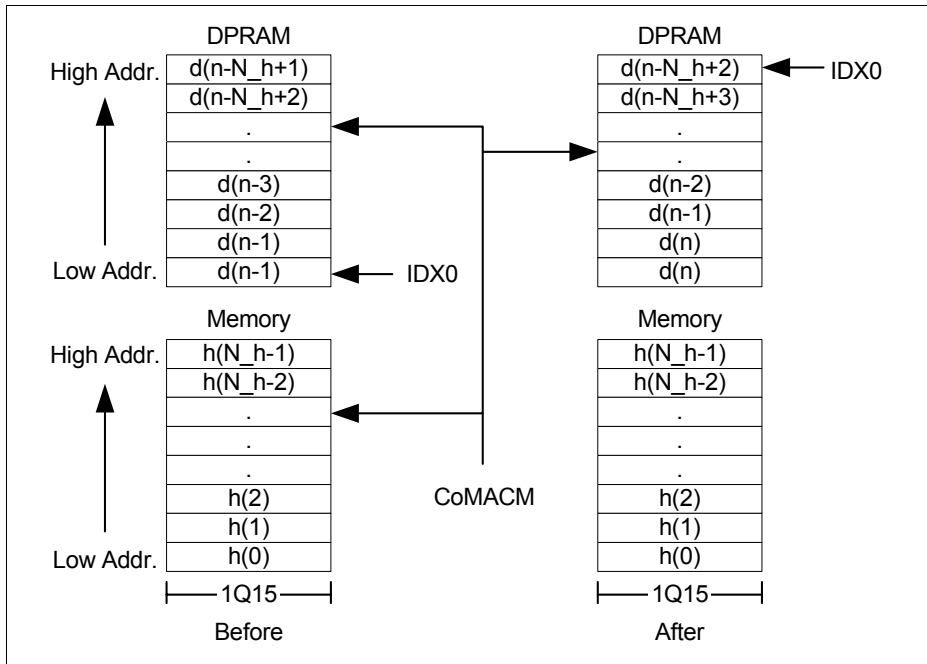 DPRAM
High Addr.
d(n-N_h+1)
d(n-N_h+2)
.
.
d(n-3)
d(n-2)
d(n-1)
Low Addr.
d(n-1)
IDX0
Memory
High Addr.
h(N_h-1)
h(N_h-2)
.
.
.
h(2)
h(1)
Low Addr.
h(0)
1Q15
Before
CoMACM
DPRAM
d(n-N_h+2)
IDX0
d(n-N_h+3)
.
.
d(n-2)
d(n-1)
d(n)
d(n)
Memory
h(N_h-1)
h(N_h-2)
.
.
.
h(2)
h(1)
h(0)
1Q15
After